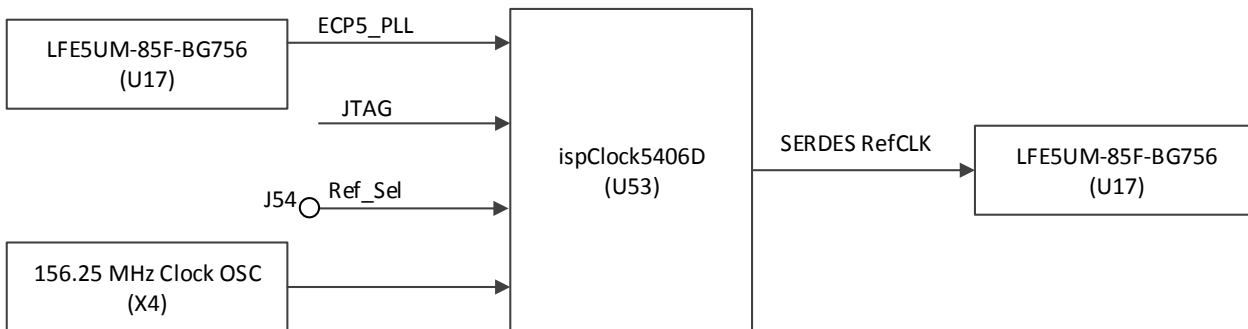 LFE5UM-85F-BG756
(U17)
ECP5_PLL
JTAG
J54
Ref_Sel
156.25 MHz Clock OSC
(X4)
ispClock5406D
(U53)
SERDES RefCLK
LFE5UM-85F-BG756
(U17)